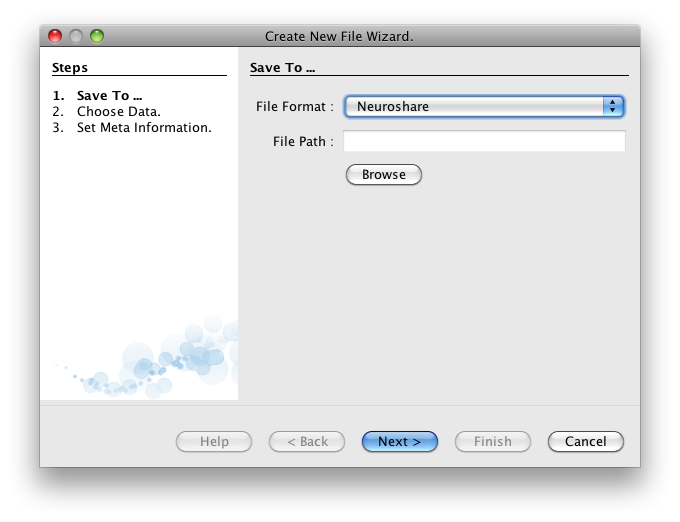 Create New File Wizard.
Steps
1. Save To ...
2. Choose Data.
3. Set Meta Information.
Save To ...
File Format : Neuroshare
File Path :
Browse
Help < Back Next > Finish Cancel